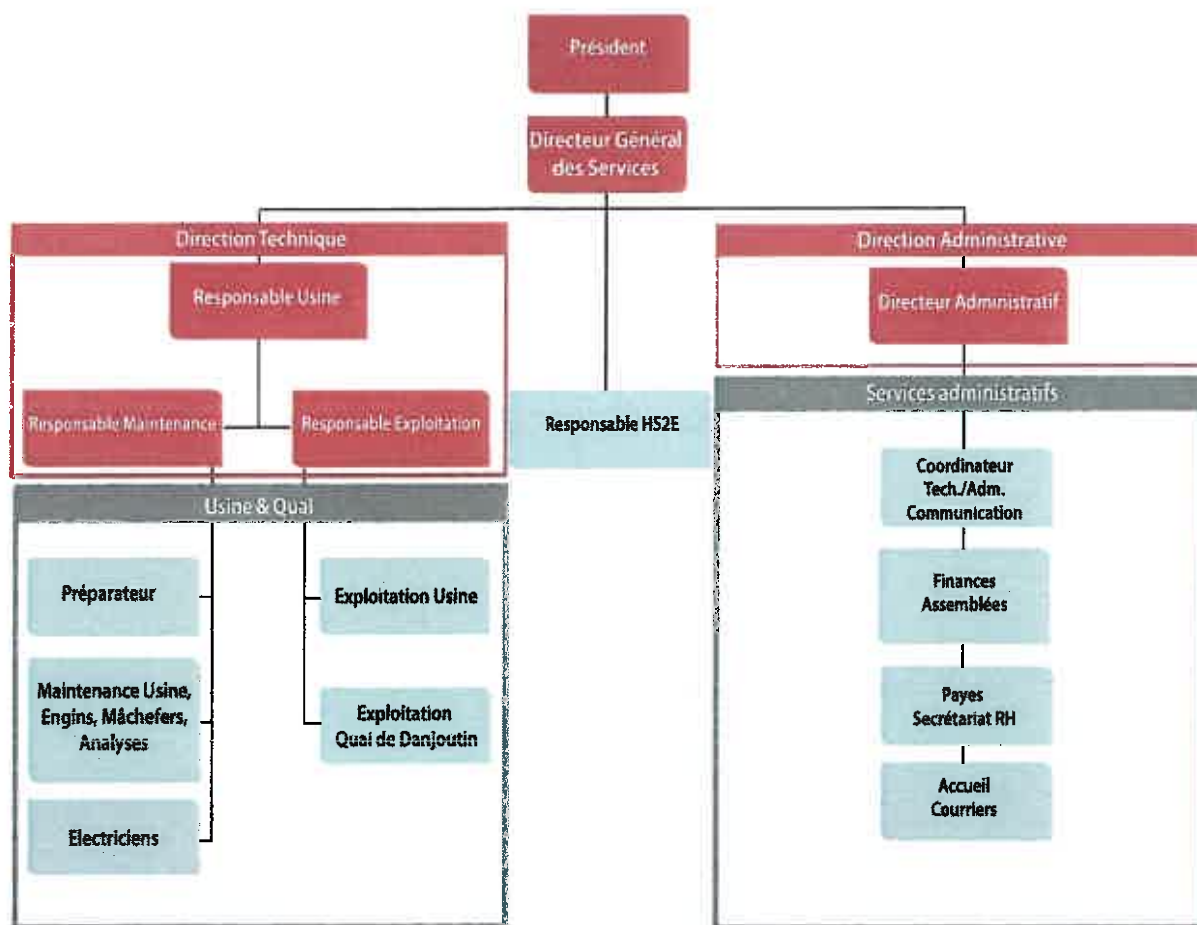 Président
Directeur Général
des Services
Direction Technique
Responsable Usine
Responsable Maintenance
Responsable Exploitation
Usine & Quai
Préparateur
Maintenance Usine,
Engins, Mâchefers,
Analyses
Electriciens
Exploitation Usine
Exploitation
Quai de Danjoutin
Responsable HS2E
Direction Administrative
Directeur Administratif
Services administratifs
Coordinateur
Tech./Adm.
Communication
Finances
Assemblées
Payes
Secrétariat RH
Accueil
Courriers